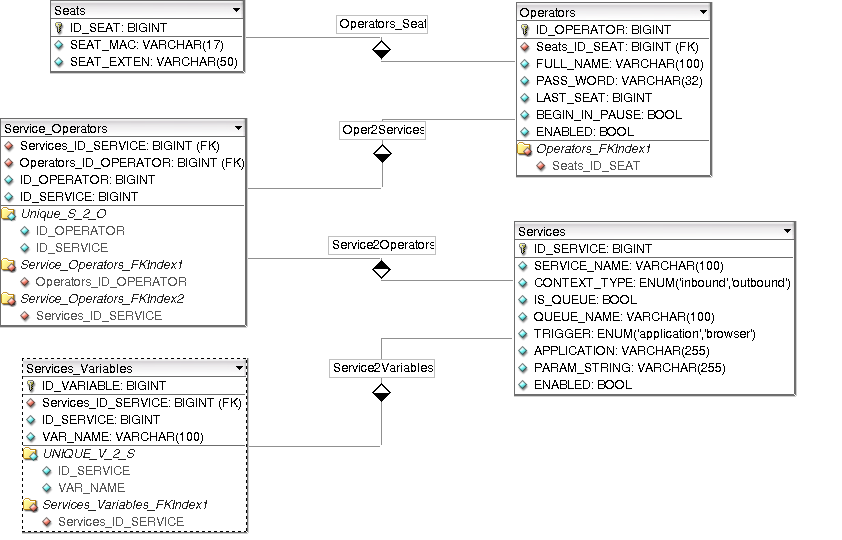 Seats
ID_SEAT: BIGINT
SEAT_MAC: VARCHAR(17)
SEAT_EXTEN: VARCHAR(50)
Operators_Seat
Operators
ID_OPERATOR: BIGINT
Seats_ID_SEAT: BIGINT (FK)
FULL_NAME: VARCHAR(100)
PASS_WORD: VARCHAR(32)
LAST_SEAT: BIGINT
BEGIN_IN_PAUSE: BOOL
ENABLED: BOOL
Operators_FKIndex1
Seats_ID_SEAT
Service_Operators
Services_ID_SERVICE: BIGINT (FK)
Operators_ID_OPERATOR: BIGINT (FK)
ID_OPERATOR: BIGINT
ID_SERVICE: BIGINT
Unique_S_2_O
ID_OPERATOR
ID_SERVICE
Service_Operators_FKIndex1
Operators_ID_OPERATOR
Service_Operators_FKIndex2
Services_ID_SERVICE
Oper2Services
Service2Operators
Services
ID_SERVICE: BIGINT
SERVICE_NAME: VARCHAR(100)
CONTEXT_TYPE: ENUM('inbound','outbound')
IS_QUEUE: BOOL
QUEUE_NAME: VARCHAR(100)
TRIGGER: ENUM('application','browser')
APPLICATION: VARCHAR(255)
PARAM_STRING: VARCHAR(255)
ENABLED: BOOL
Services_Variables
ID_VARIABLE: BIGINT
Services_ID_SERVICE: BIGINT (FK)
ID_SERVICE: BIGINT
VAR_NAME: VARCHAR(100)
UNIQUE_V_2_S
ID_SERVICE
VAR_NAME
Services_Variables_FKIndex1
Services_ID_SERVICE
Service2Variables